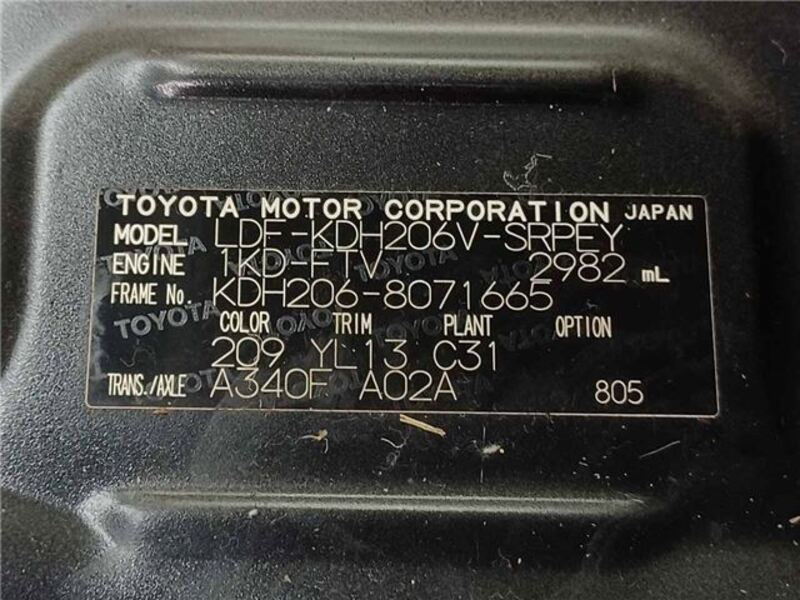 TOYOTA MOTOR CORPORATION JAPAN
MODEL LDF-KDH206V-SRPEY
ENGINE 1KD-FTV 2982 mL
FRAME No. KDH206-8071665
COLOR TRIM PLANT OPTION
209 YL13 C31
TRANS./AXLE A340F A02A 805